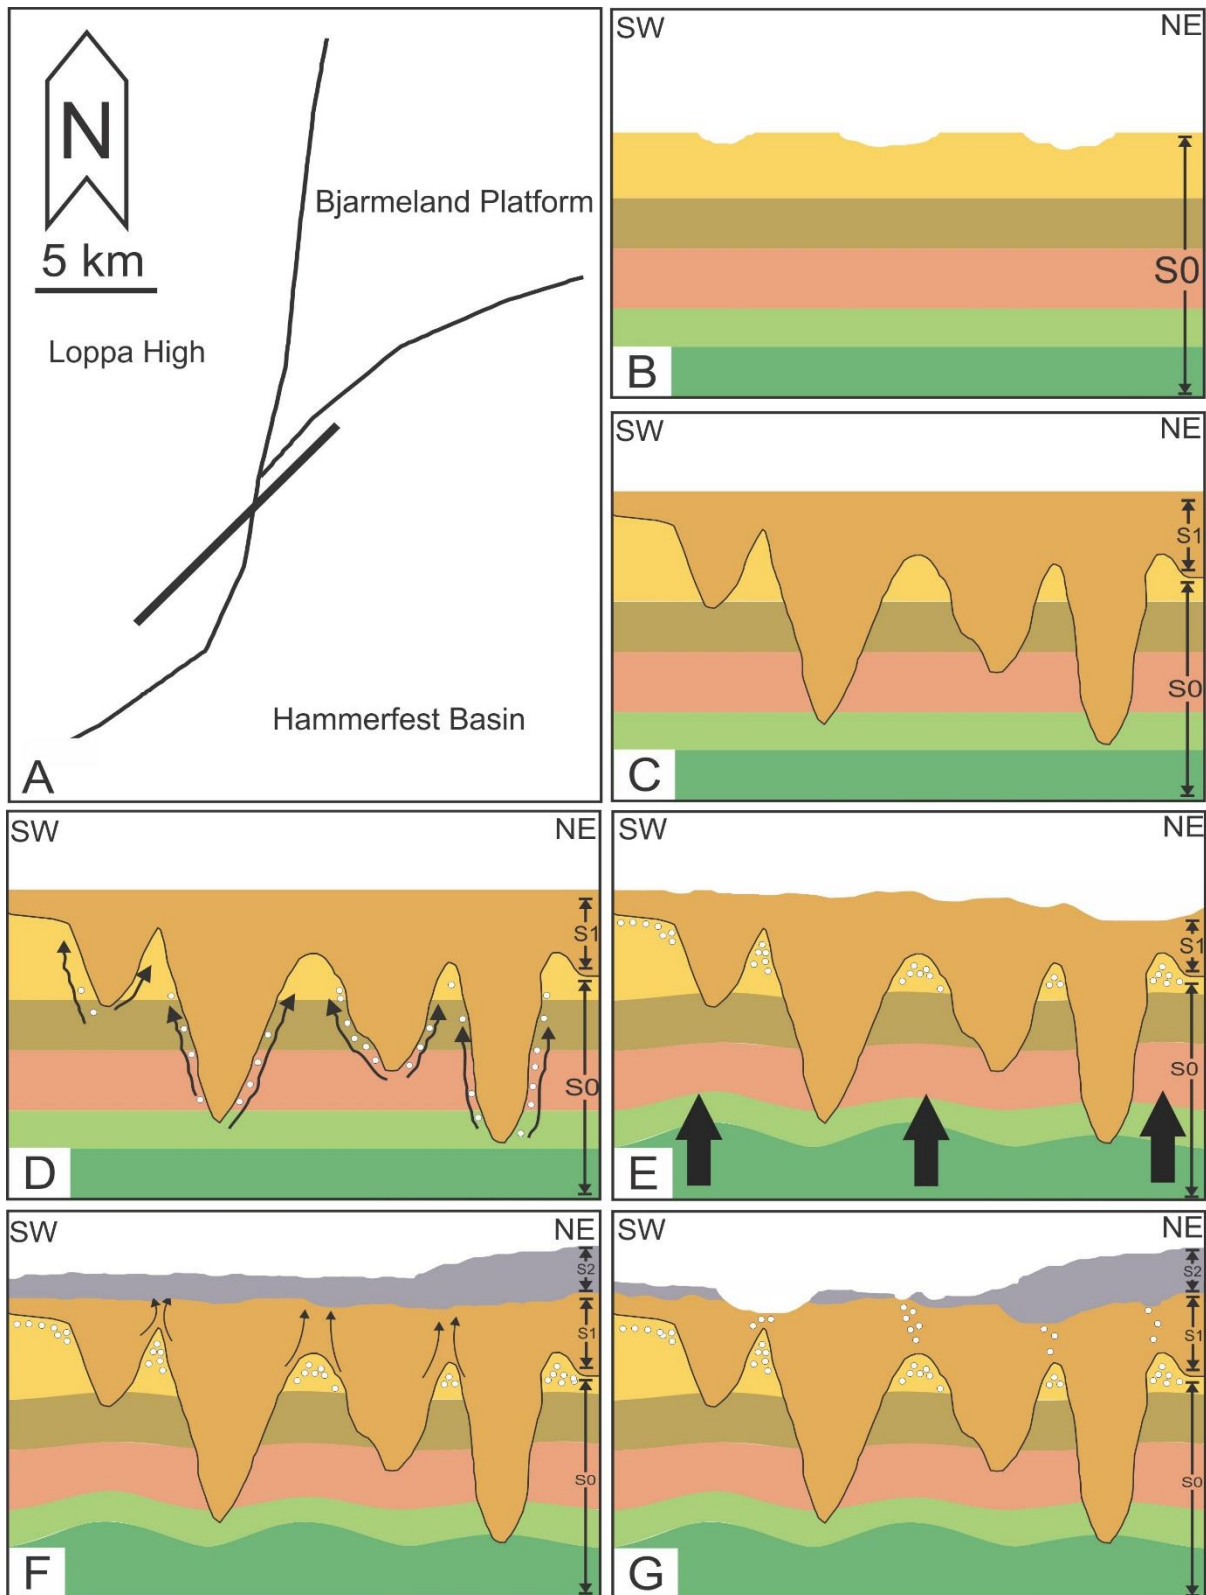 N
5 km
Bjarmeland Platform
Loppa High
Hammerfest Basin
A
SW NE
S0
B
SW NE
S1
S0
C
SW NE
S1
S0
D
SW NE
S1
S0
E
SW NE
S2
S1
S0
F
SW NE
S2
S1
S0
G